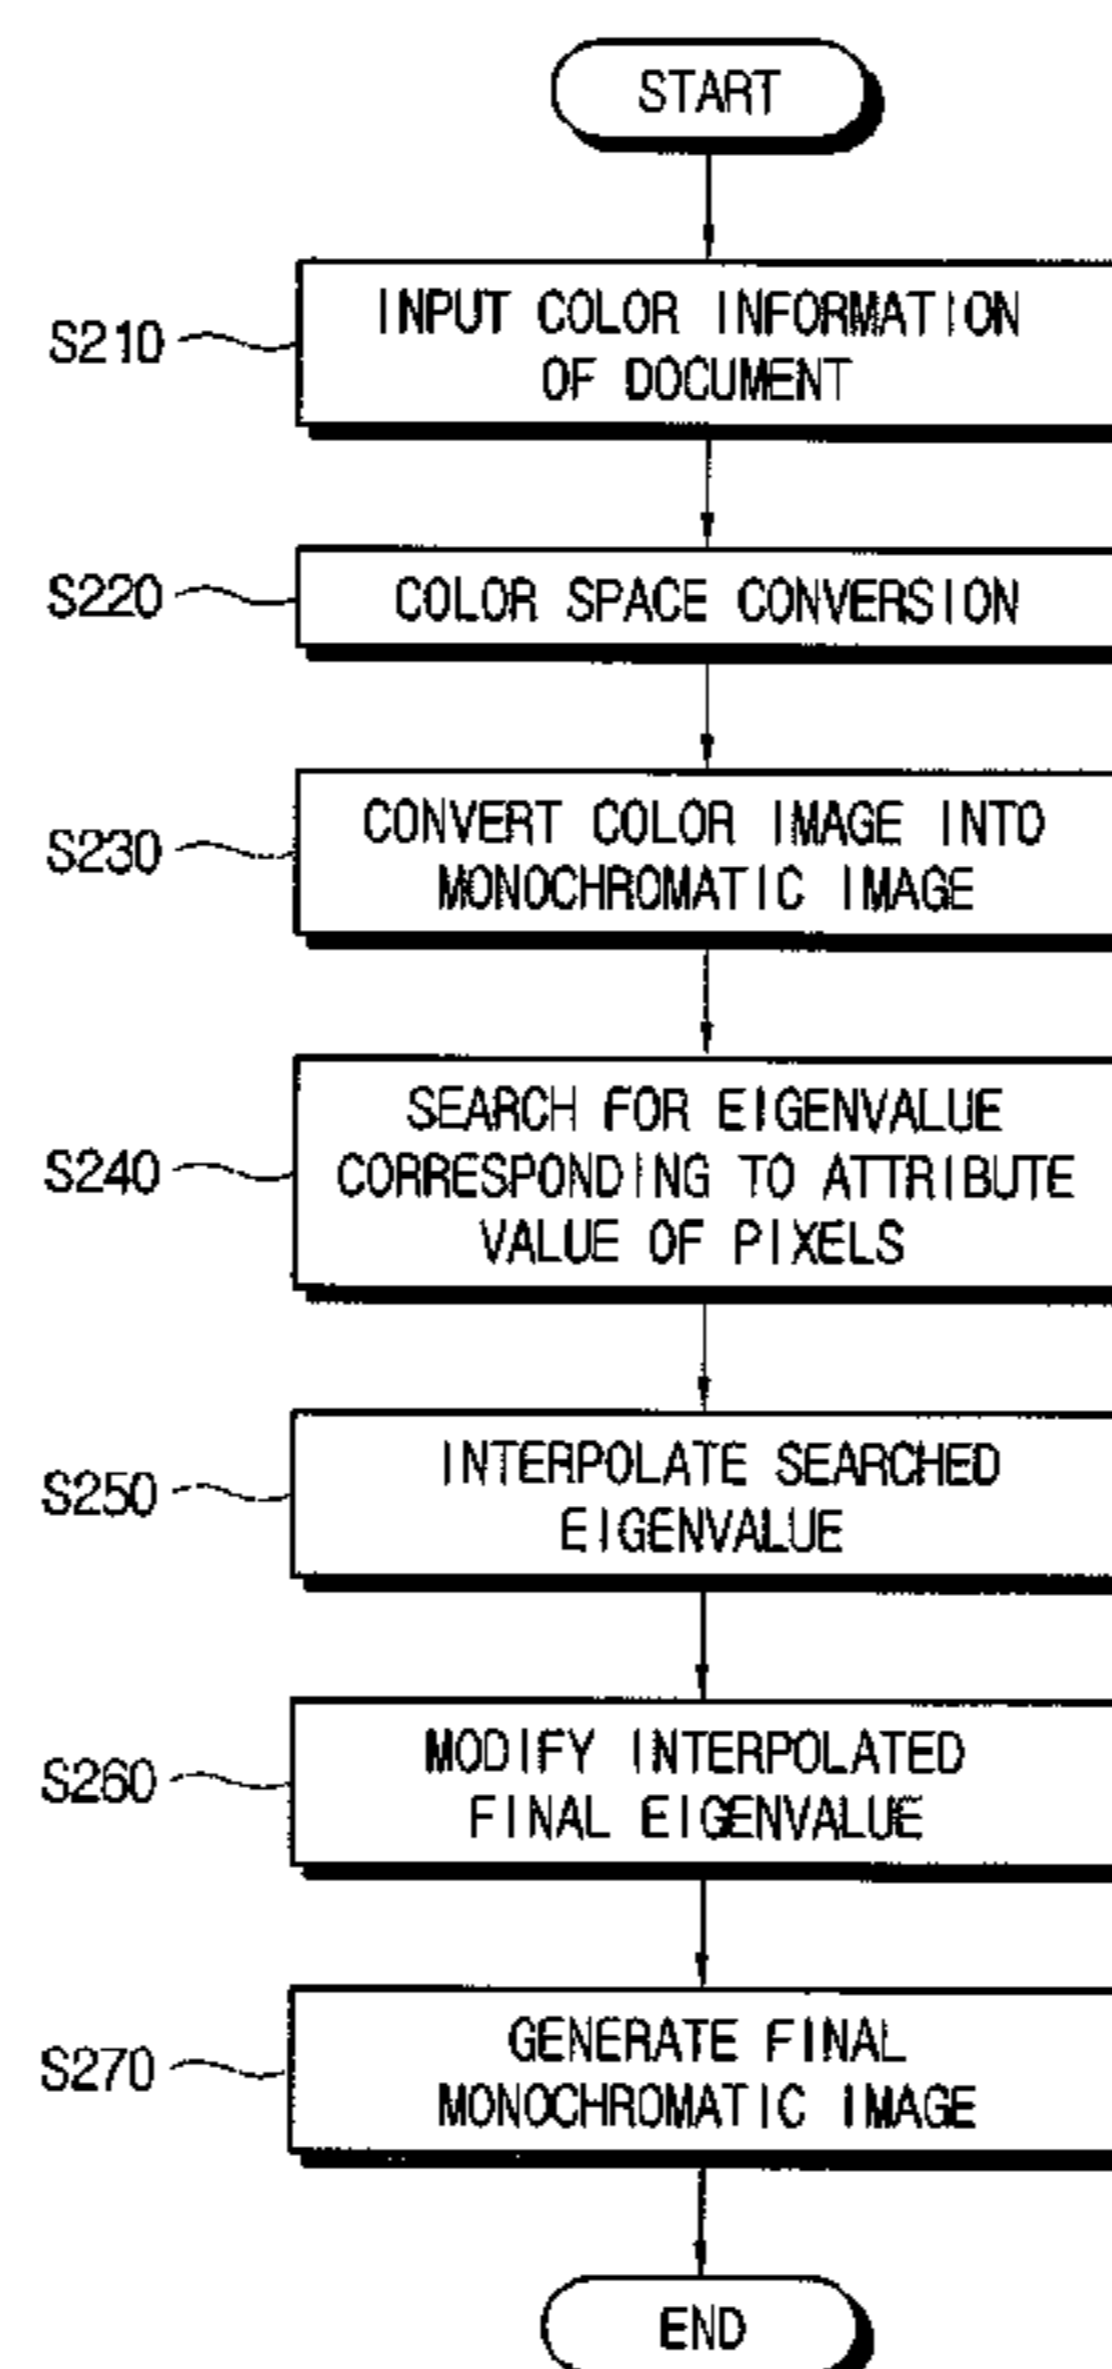 START
S210
INPUT COLOR INFORMATION
OF DOCUMENT
S220
COLOR SPACE CONVERSION
S230
CONVERT COLOR IMAGE INTO
MONOCHROMATIC IMAGE
S240
SEARCH FOR EIGENVALUE
CORRESPONDING TO ATTRIBUTE
VALUE OF PIXELS
S250
INTERPOLATE SEARCHED
EIGENVALUE
S260
MODIFY INTERPOLATED
FINAL EIGENVALUE
S270
GENERATE FINAL
MONOCHROMATIC IMAGE
END